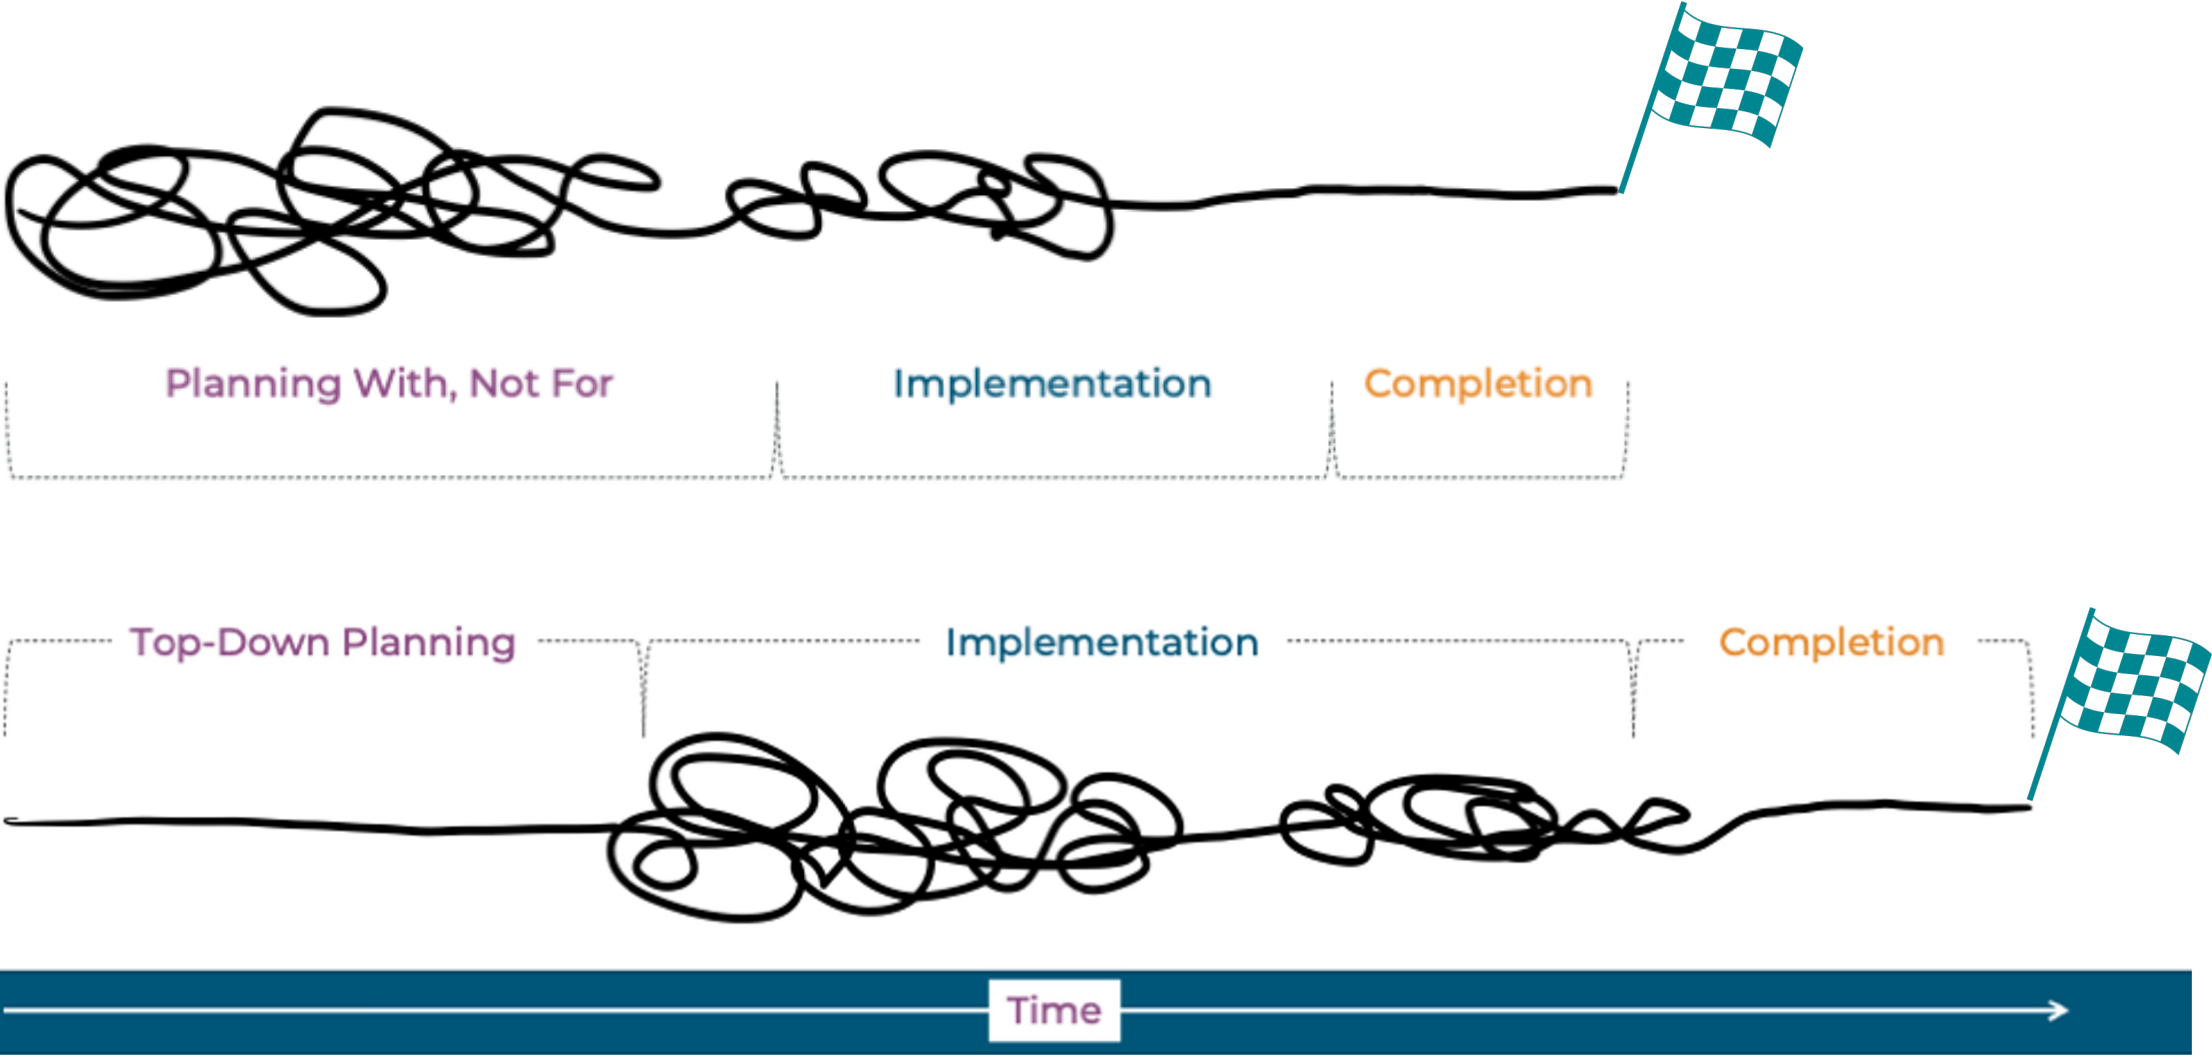 Planning With, Not For
Implementation
Completion
Top-Down Planning
Implementation
Completion
Time